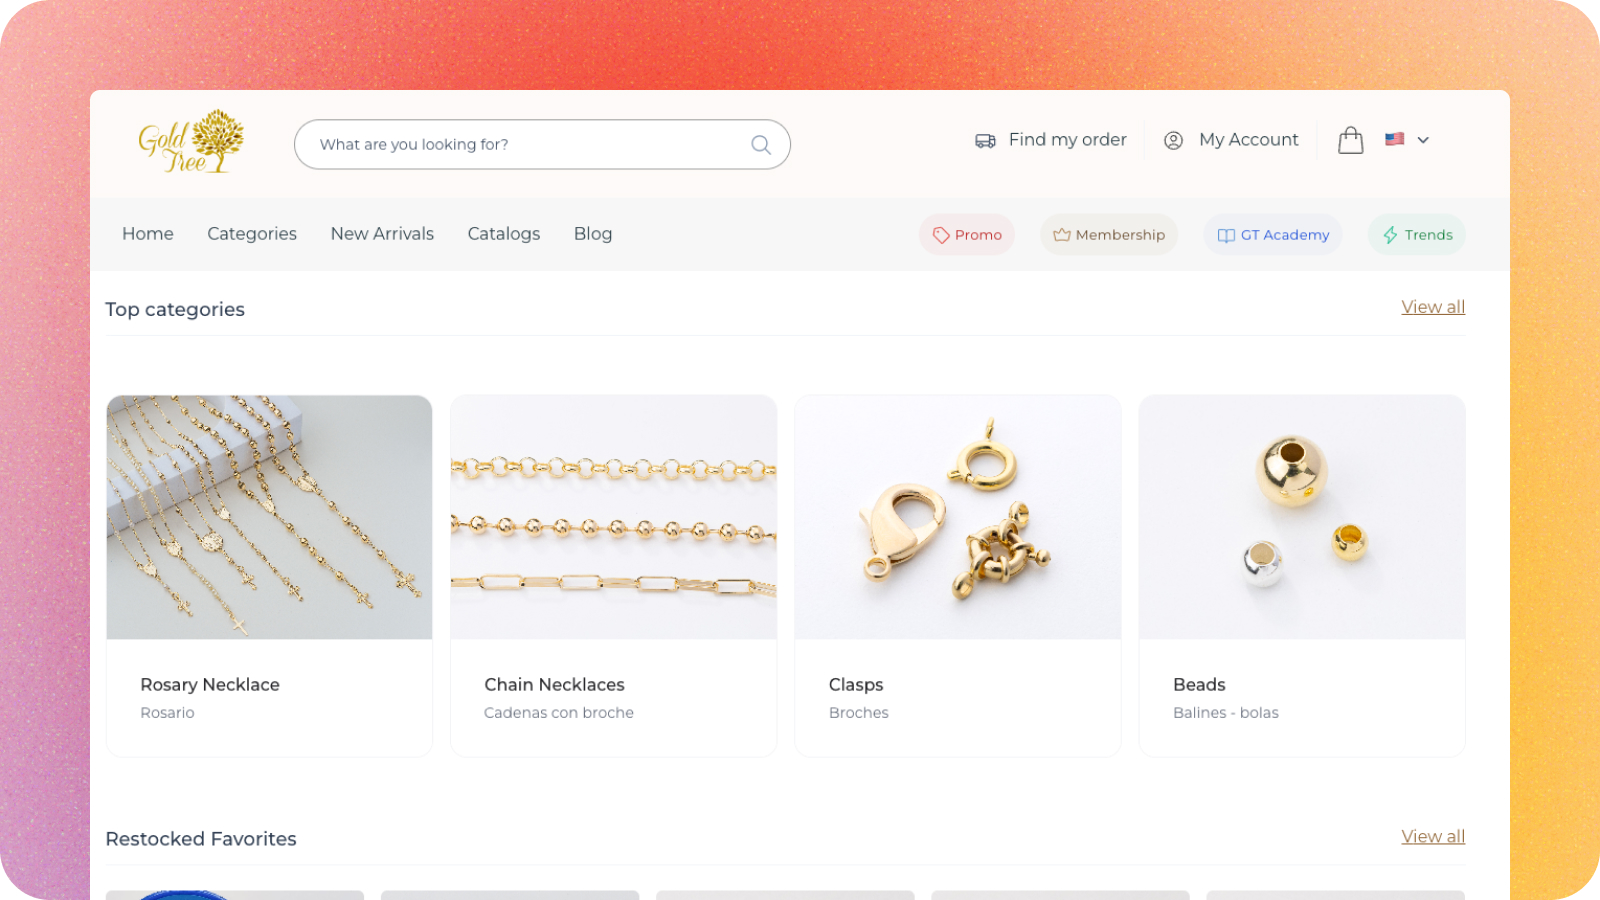 Gold
Tree
What are you looking for?
Find my order
My Account
Home
Categories
New Arrivals
Catalogs
Blog
Promo
Membership
GT Academy
Trends
Top categories
View all
Rosary Necklace
Rosario
Chain Necklaces
Cadenas con broche
Clasps
Broches
Beads
Balines - bolas
Restocked Favorites
View all